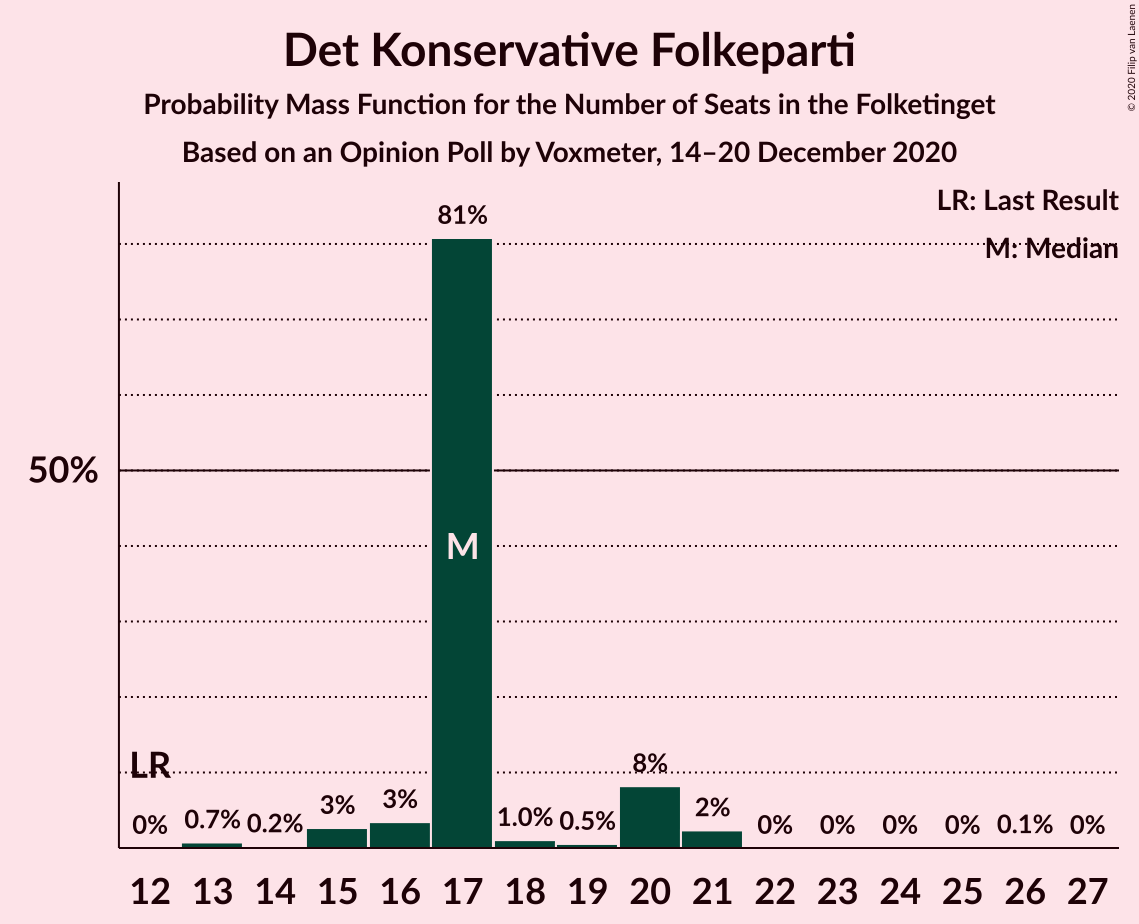 Det Konservative Folkeparti
Probability Mass Function for the Number of Seats in the Folketinget
Based on an Opinion Poll by Voxmeter, 14–20 December 2020
© 2020 Filip van Laenen
LR: Last Result
M: Median
81%
50%
M
LR
0% 0.7% 0.2% 3% 3% 1.0% 0.5% 8% 2% 0% 0% 0% 0% 0.1% 0%
12 13 14 15 16 17 18 19 20 21 22 23 24 25 26 27